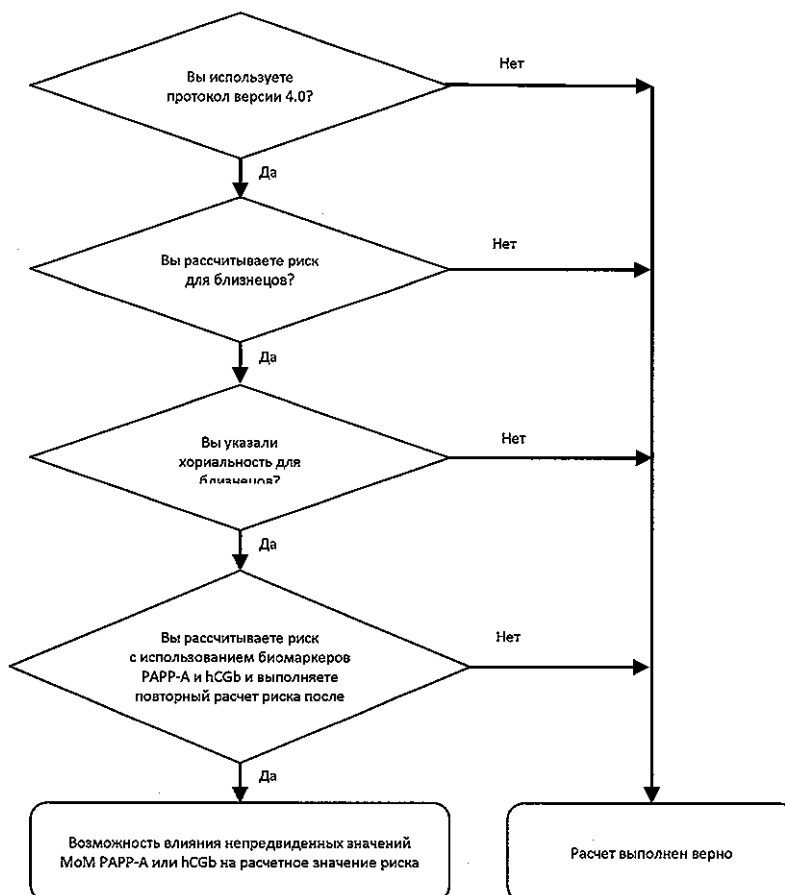 Вы используете
протокол версии 4.0?
Нет
Да
Вы рассчитываете риск
для близнецов?
Нет
Да
Вы указали
хориальность для
близнецов?
Нет
Да
Вы рассчитываете риск
с использованием биомаркеров
PAPP-A и hCGb и выполняете
повторный расчет риска после
Нет
Да
Возможность влияния непредвиденных значений
MoM PAPP-A или hCGb на расчетное значение риска
Расчет выполнен верно